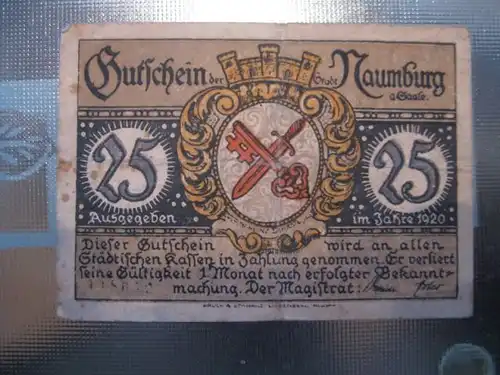 Gutschein der Stadt Naumburg
a. Saale.
25 25
Ausgegeben im Jahre 1920
Dieser Gutschein wird an allen
Städtischen Kassen in Zahlung genommen. Er verliert
seine Gültigkeit 1 Monat nach erfolgter Bekannt=
machung. Der Magistrat: